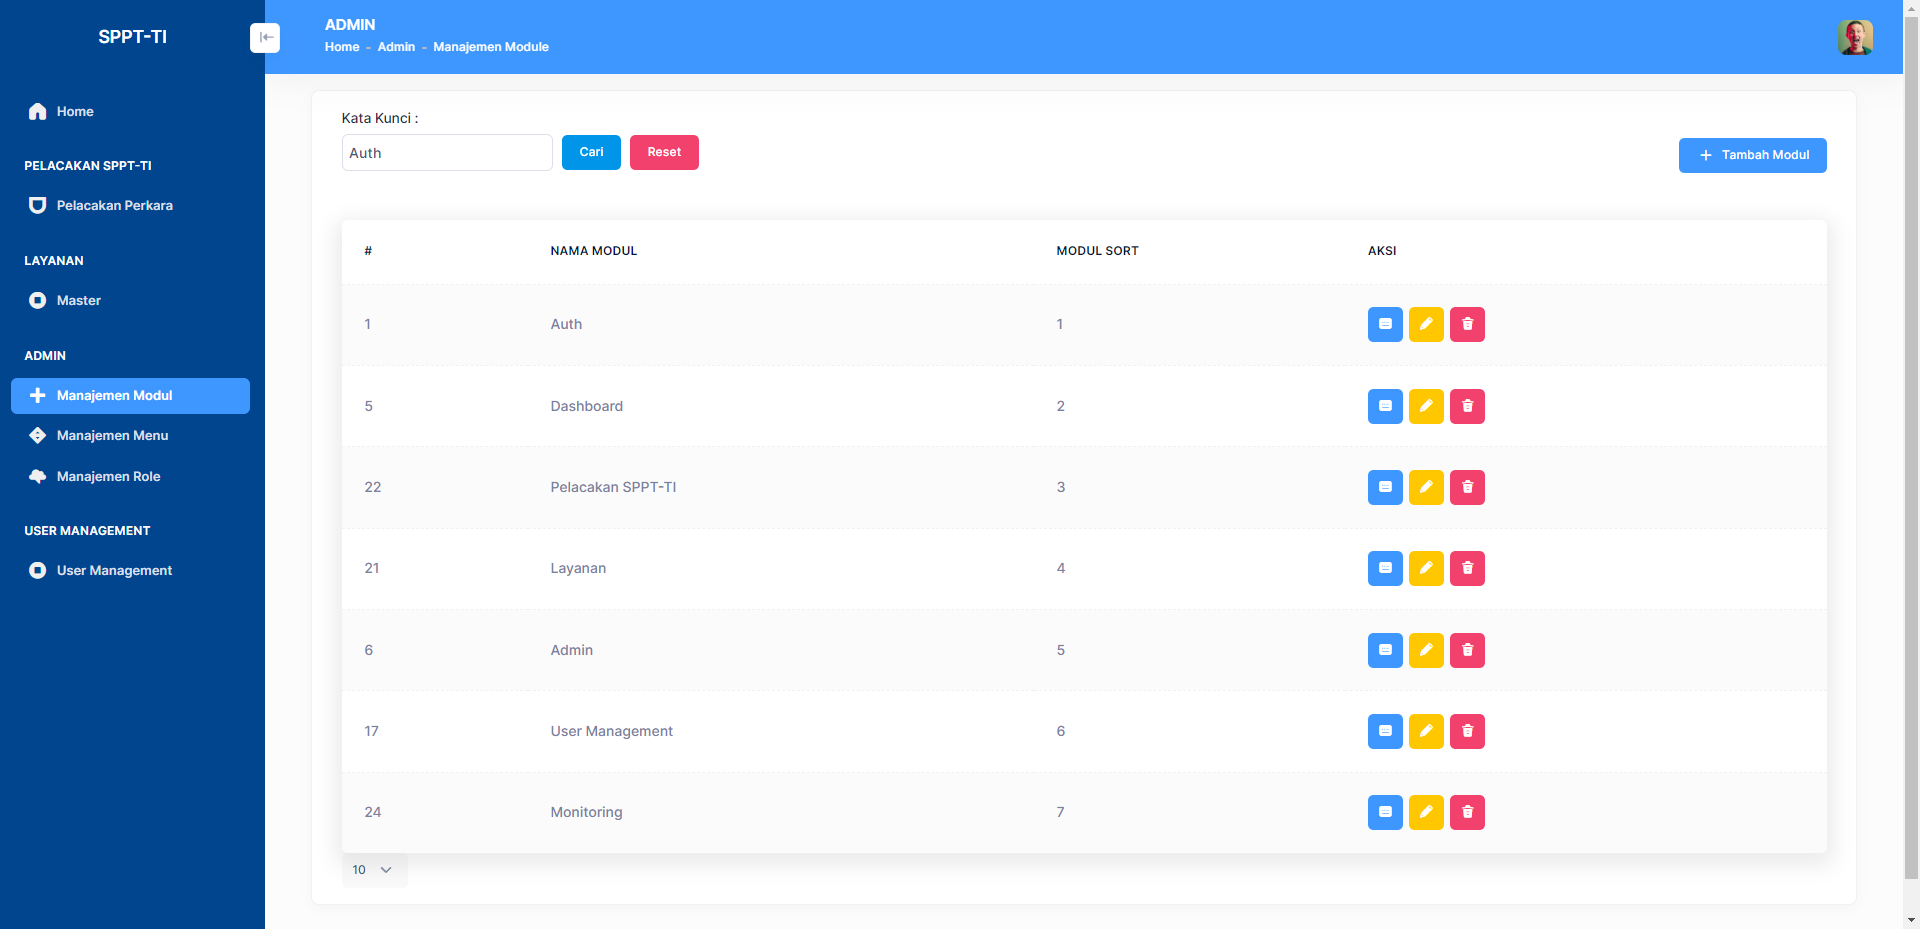 SPPT-TI
Home
PELACAKAN SPPT-TI
Pelacakan Perkara
LAYANAN
Master
ADMIN
Manajemen Modul
Manajemen Menu
Manajemen Role
USER MANAGEMENT
User Management
ADMIN
Home - Admin - Manajemen Module
Kata Kunci :
Auth Cari Reset
Tambah Modul
# NAMA MODUL MODUL SORT AKSI
1 Auth 1
5 Dashboard 2
22 Pelacakan SPPT-TI 3
21 Layanan 4
6 Admin 5
17 User Management 6
24 Monitoring 7
10